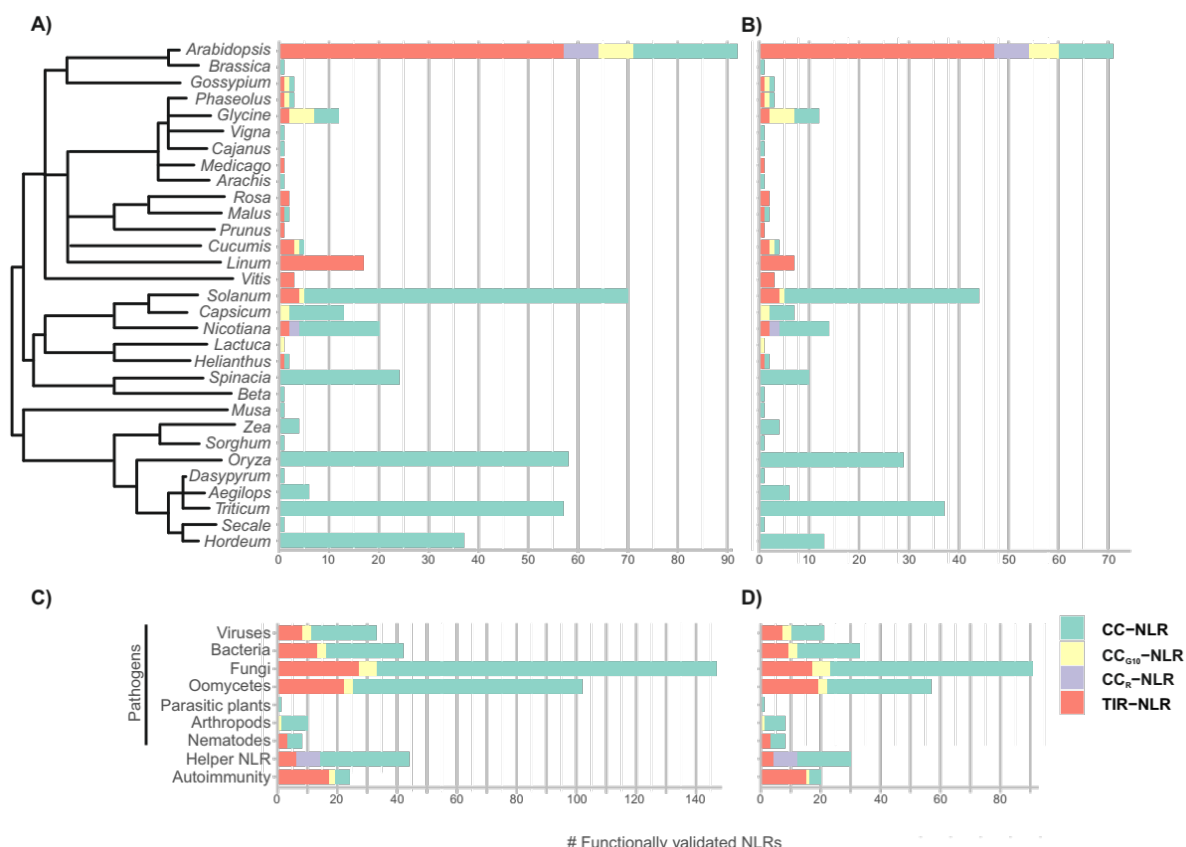 A)
B)
Arabidopsis
Brassica
Gossypium
Phaseolus
Glycine
Vigna
Cajanus
Medicago
Arachis
Rosa
Malus
Prunus
Cucumis
Linum
Vitis
Solanum
Capsicum
Nicotiana
Lactuca
Helianthus
Spinacia
Beta
Musa
Zea
Sorghum
Oryza
Dasypyrum
Aegilops
Triticum
Secale
Hordeum
0 10 20 30 40 50 60 70 80 90
0 10 20 30 40 50 60 70
C)
D)
Pathogens
Viruses
Bacteria
Fungi
Oomycetes
Parasitic plants
Arthropods
Nematodes
Helper NLR
Autoimmunity
0 20 40 60 80 100 120 140
0 20 40 60 80
CC−NLR
CCG10−NLR
CCR−NLR
TIR−NLR
# Functionally validated NLRs